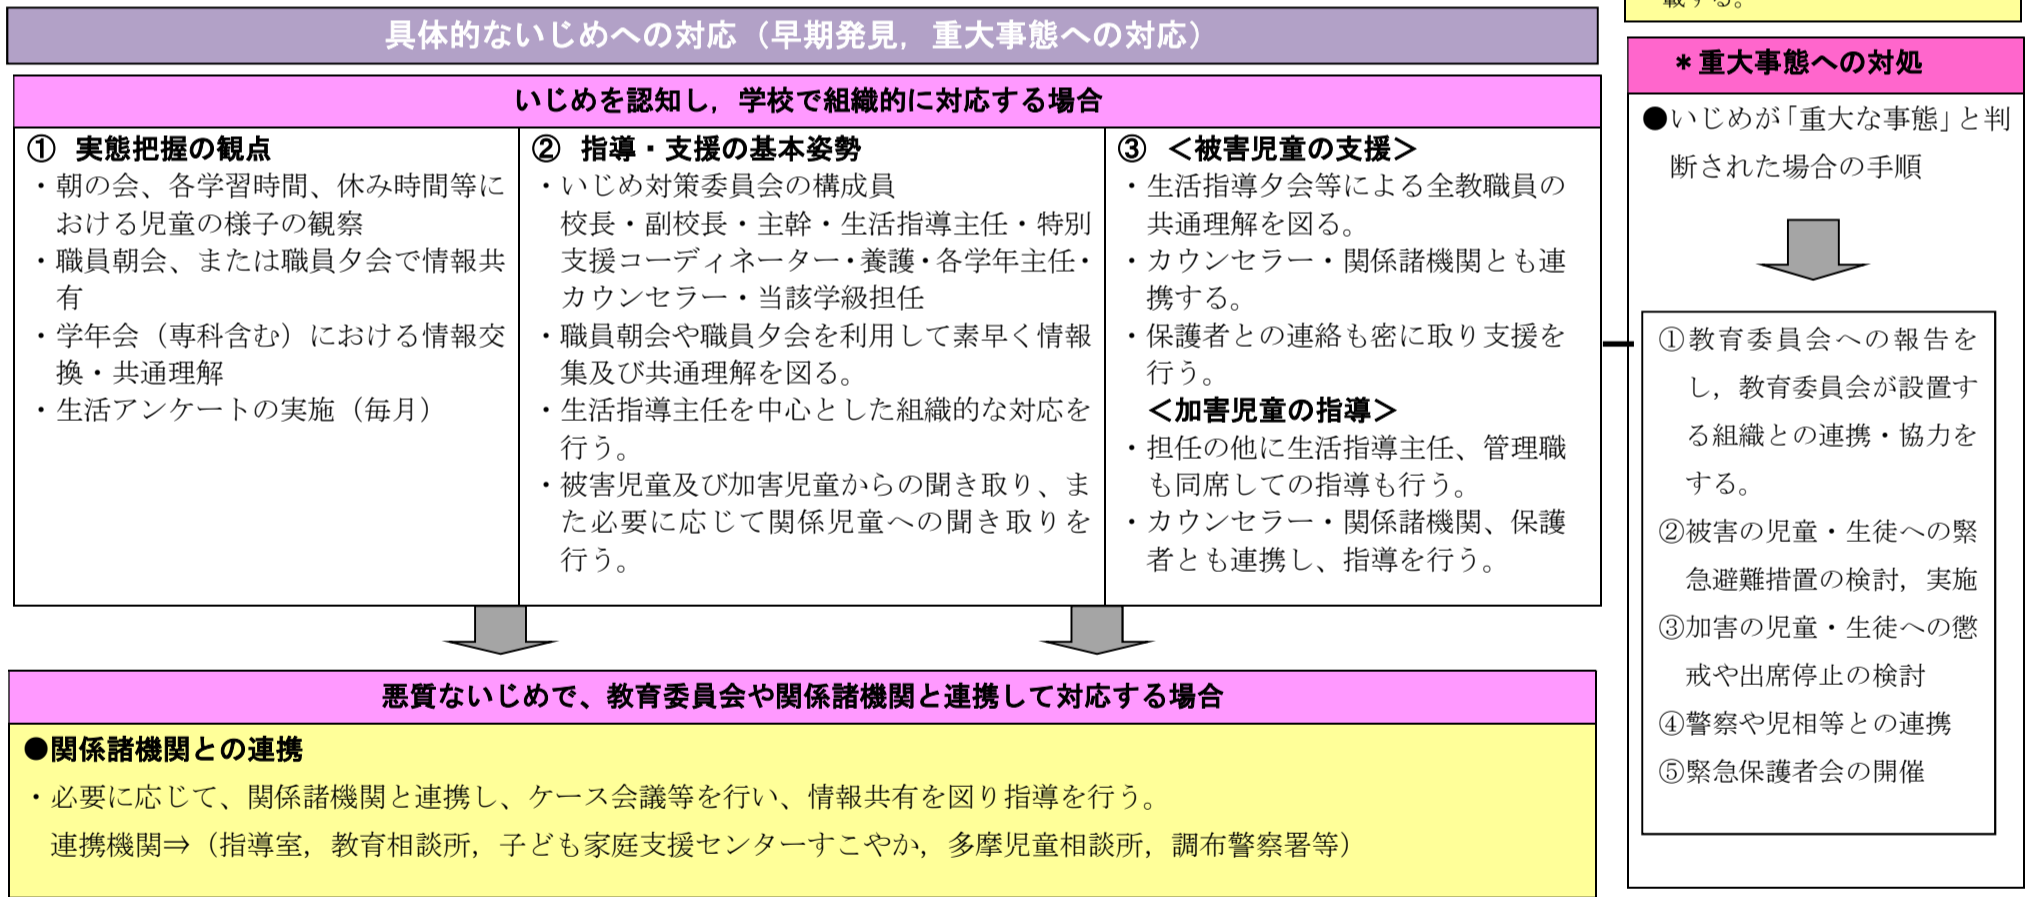 具体的ないじめへの対応（早期発見，重大事態への対応）
いじめを認知し，学校で組織的に対応する場合
① 実態把握の観点
・朝の会、各学習時間、休み時間等に
おける児童の様子の観察
・職員朝会、または職員夕会で情報共
有
・学年会（専科含む）における情報交
換・共通理解
・生活アンケートの実施（毎月）
② 指導・支援の基本姿勢
・いじめ対策委員会の構成員
校長・副校長・主幹・生活指導主任・特別
支援コーディネーター・養護・各学年主任・
カウンセラー・当該学級担任
・職員朝会や職員夕会を利用して素早く情報
集及び共通理解を図る。
・生活指導主任を中心とした組織的な対応を
行う。
・被害児童及び加害児童からの聞き取り、ま
た必要に応じて関係児童への聞き取りを
行う。
③ ＜被害児童の支援＞
・生活指導夕会等による全教職員の
共通理解を図る。
・カウンセラー・関係諸機関とも連
携する。
・保護者との連絡も密に取り支援を
行う。
＜加害児童の指導＞
・担任の他に生活指導主任、管理職
も同席しての指導も行う。
・カウンセラー・関係諸機関、保護
者とも連携し、指導を行う。
悪質ないじめで、教育委員会や関係諸機関と連携して対応する場合
●関係諸機関との連携
・必要に応じて、関係諸機関と連携し、ケース会議等を行い、情報共有を図り指導を行う。
連携機関⇒（指導室，教育相談所，子ども家庭支援センターすこやか，多摩児童相談所，調布警察署等）
載する。
＊重大事態への対処
●いじめが「重大な事態」と判
断された場合の手順
①教育委員会への報告を
し，教育委員会が設置す
る組織との連携・協力を
する。
②被害の児童・生徒への緊
急避難措置の検討，実施
③加害の児童・生徒への懲
戒や出席停止の検討
④警察や児相等との連携
⑤緊急保護者会の開催